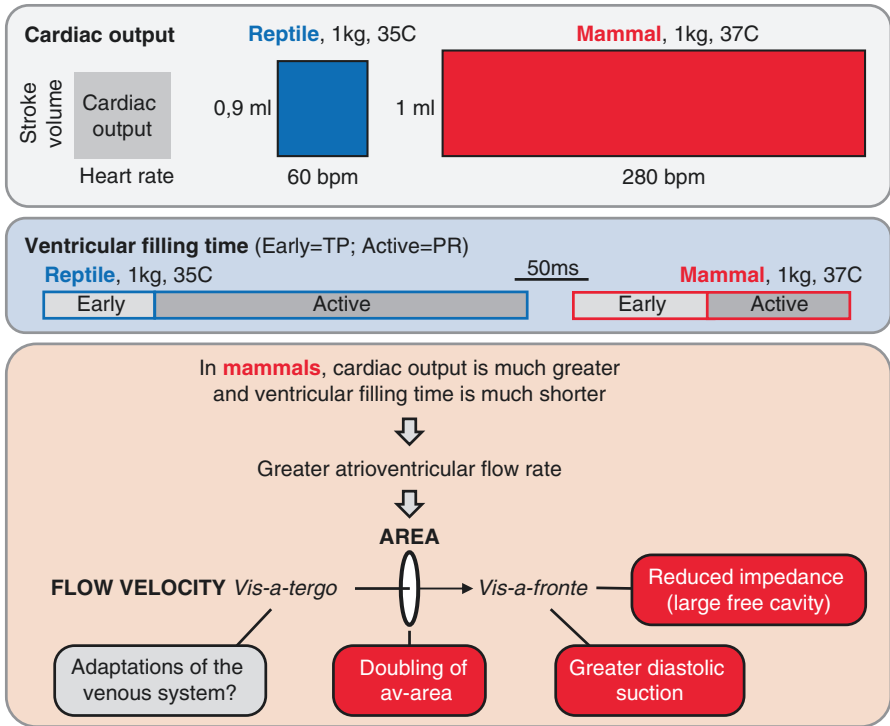 Cardiac output
Reptile, 1kg, 35C
Mammal, 1kg, 37C
Stroke
volume
Cardiac
output
Heart rate
0,9 ml
60 bpm
1 ml
280 bpm
Ventricular filling time (Early=TP; Active=PR)
Reptile, 1kg, 35C
50ms
Mammal, 1kg, 37C
Early
Active
Early
Active
In mammals, cardiac output is much greater
and ventricular filling time is much shorter
Greater atrioventricular flow rate
AREA
FLOW VELOCITY Vis-a-tergo
Vis-a-fronte
Reduced impedance
(large free cavity)
Adaptations of the
venous system?
Doubling of
av-area
Greater diastolic
suction